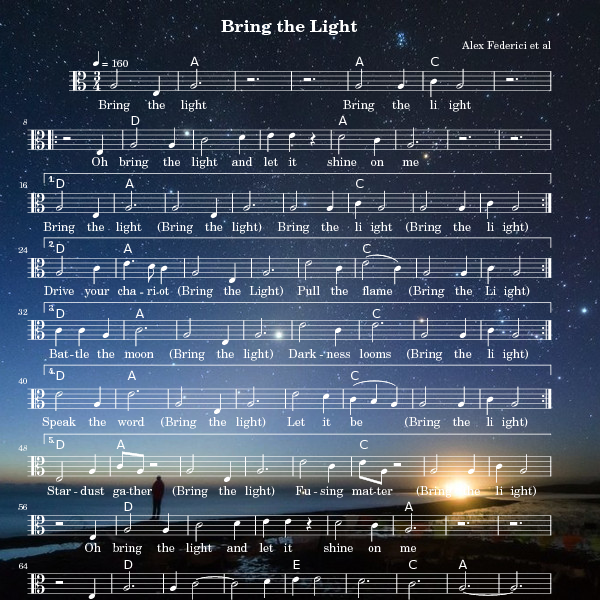 Bring the Light
Alex Federici et al
♩ = 160
A A C
3 4
Bring the light Bring the li ight
8
D A
Oh bring the light and let it shine on me
16
1.
D A C
Bring the light (Bring the light) Bring the li ight (Bring the li ight)
24
2.
D A C
Drive your cha - ri-ot (Bring the Light) Pull the flame (Bring the Li ight)
32
3.
D A C
Bat-tle the moon (Bring the light) Dark - ness looms (Bring the li ight)
40
4.
D A C
Speak the word (Bring the light) Let it be (Bring the li ight)
48
5.
D A C
Star - dust ga-ther (Bring the light) Fu - sing mat-ter (Bring the li ight)
56
D A
Oh bring the light and let it shine on me
64
D E C A